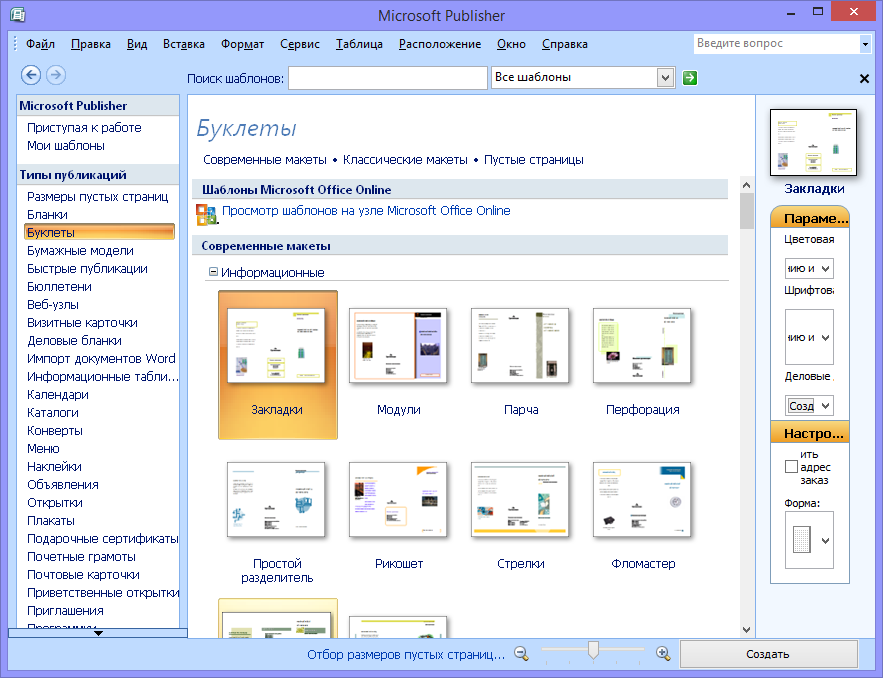 Microsoft Publisher
Файл Правка Вид Вставка Формат Сервис Таблица Расположение Окно Справка
Введите вопрос
Поиск шаблонов:
Все шаблоны
Microsoft Publisher
Приступая к работе
Мои шаблоны
Типы публикаций
Размеры пустых страниц
Бланки
Буклеты
Бумажные модели
Быстрые публикации
Бюллетени
Веб-узлы
Визитные карточки
Деловые бланки
Импорт документов Word
Информационные табли...
Календари
Каталоги
Конверты
Меню
Наклейки
Объявления
Открытки
Плакаты
Подарочные сертификаты
Почетные грамоты
Почтовые карточки
Приветственные открытки
Приглашения
Программки
Буклеты
Современные макеты • Классические макеты • Пустые страницы
Шаблоны Microsoft Office Online
Просмотр шаблонов на узле Microsoft Office Online
Современные макеты
Информационные
Закладки
Модули
Парча
Перфорация
Простой
разделитель
Рикошет
Стрелки
Фломастер
Закладки
Параме...
Цветовая
нию и
Шрифтова
нию и
Деловые
Созд
Настро...
ить
адрес
заказ
Форма:
Отбор размеров пустых страниц...
Создать